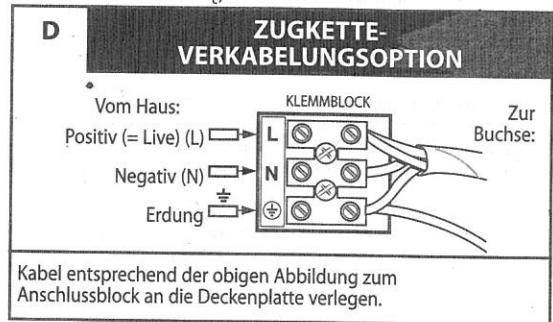 D
ZUGKETTE-
VERKABELUNGSOPTION
Vom Haus:
KLEMMBLOCK
Zur
Buchse:
Positiv (= Live) (L)
L
Negativ (N)
N
Erdung
Kabel entsprechend der obigen Abbildung zum
Anschlussblock an die Deckenplatte verlegen.